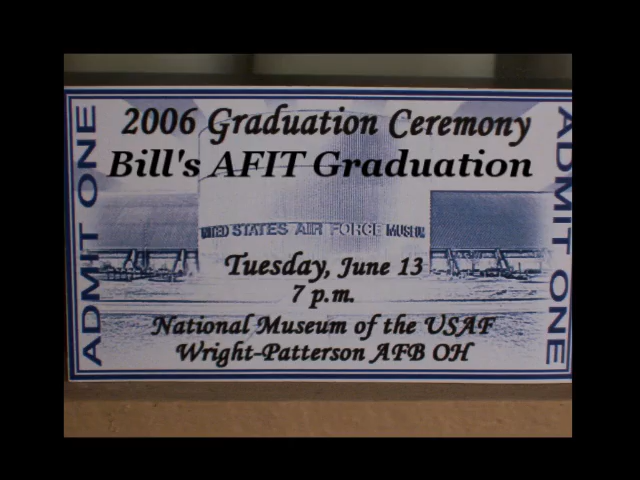 2006 Graduation Ceremony
Bill's AFIT Graduation
ADMIT ONE
ADMIT ONE
UNITED STATES AIR FORCE MUSEUM
Tuesday, June 13
7 p.m.
National Museum of the USAF
Wright-Patterson AFB OH